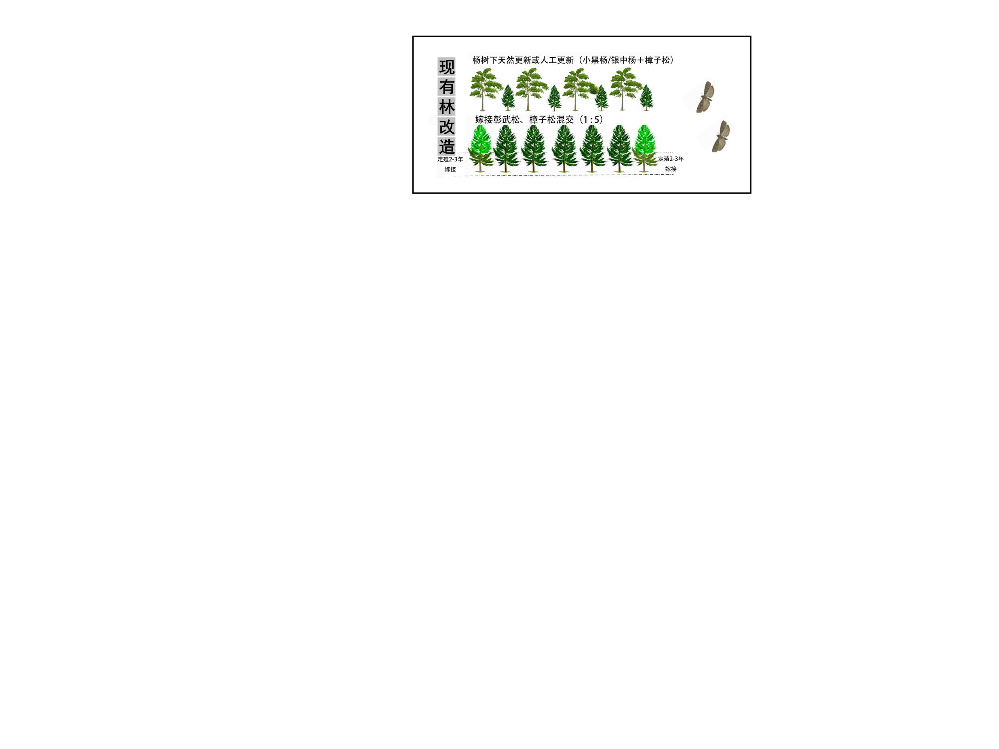 现有林改造
杨树下天然更新或人工更新（小黑杨/银中杨＋樟子松）
嫁接彰武松、樟子松混交（1：5）
定殖2-3年
嫁接
定殖2-3年
嫁接